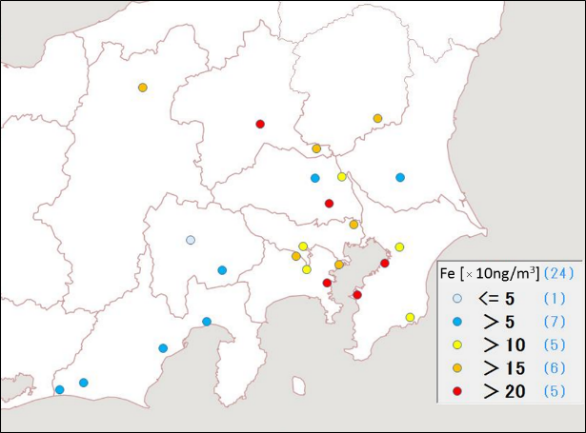 Fe [×10ng/m³] (24)
<= 5 (1)
> 5 (7)
> 10 (5)
> 15 (6)
> 20 (5)